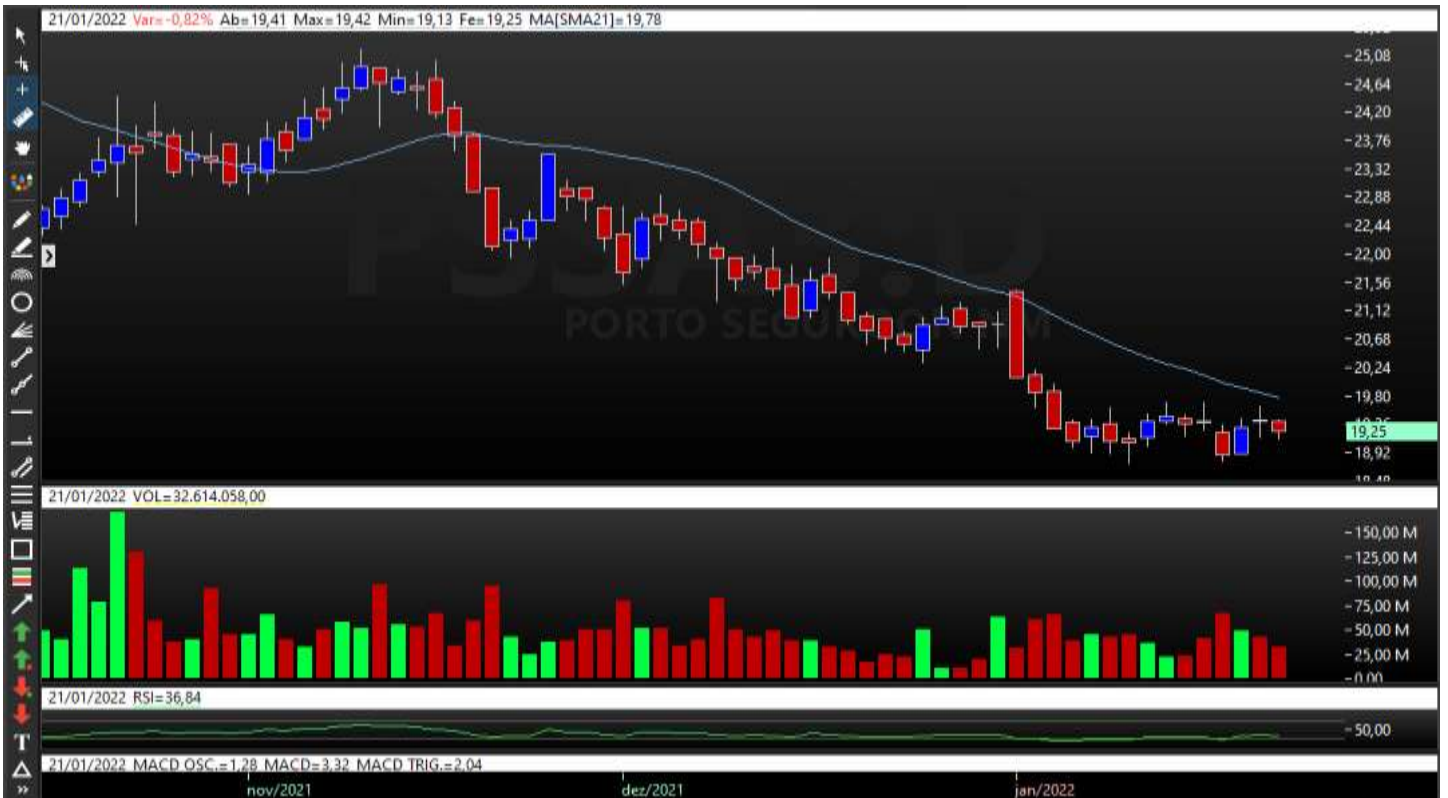 21/01/2022 Var=-0,82% Ab=19,41 Max=19,42 Min=19,13 Fe=19,25 MA[SMA21]=19,78
25,08
24,64
24,20
23,76
23,32
22,88
22,44
22,00
21,56
21,12
20,68
20,24
19,80
19,25
18,92
18,48
PORTO SEGURO
21/01/2022 VOL=32.614.058,00
150,00 M
125,00 M
100,00 M
75,00 M
50,00 M
25,00 M
0,00
21/01/2022 RSI=36,84
50,00
21/01/2022 MACD OSC.=1,28 MACD=3,32 MACD TRIG.=2,04
nov/2021
dez/2021
jan/2022
T